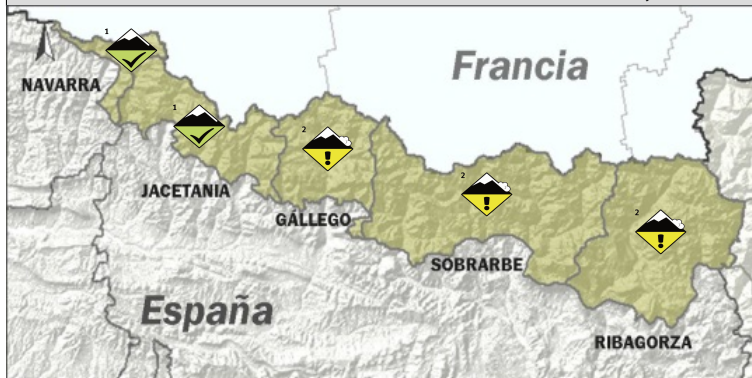 1
NAVARRA
Francia
1
JACETANIA
2
GÁLLEGO
2
SOBRARBE
2
España
RIBAGORZA